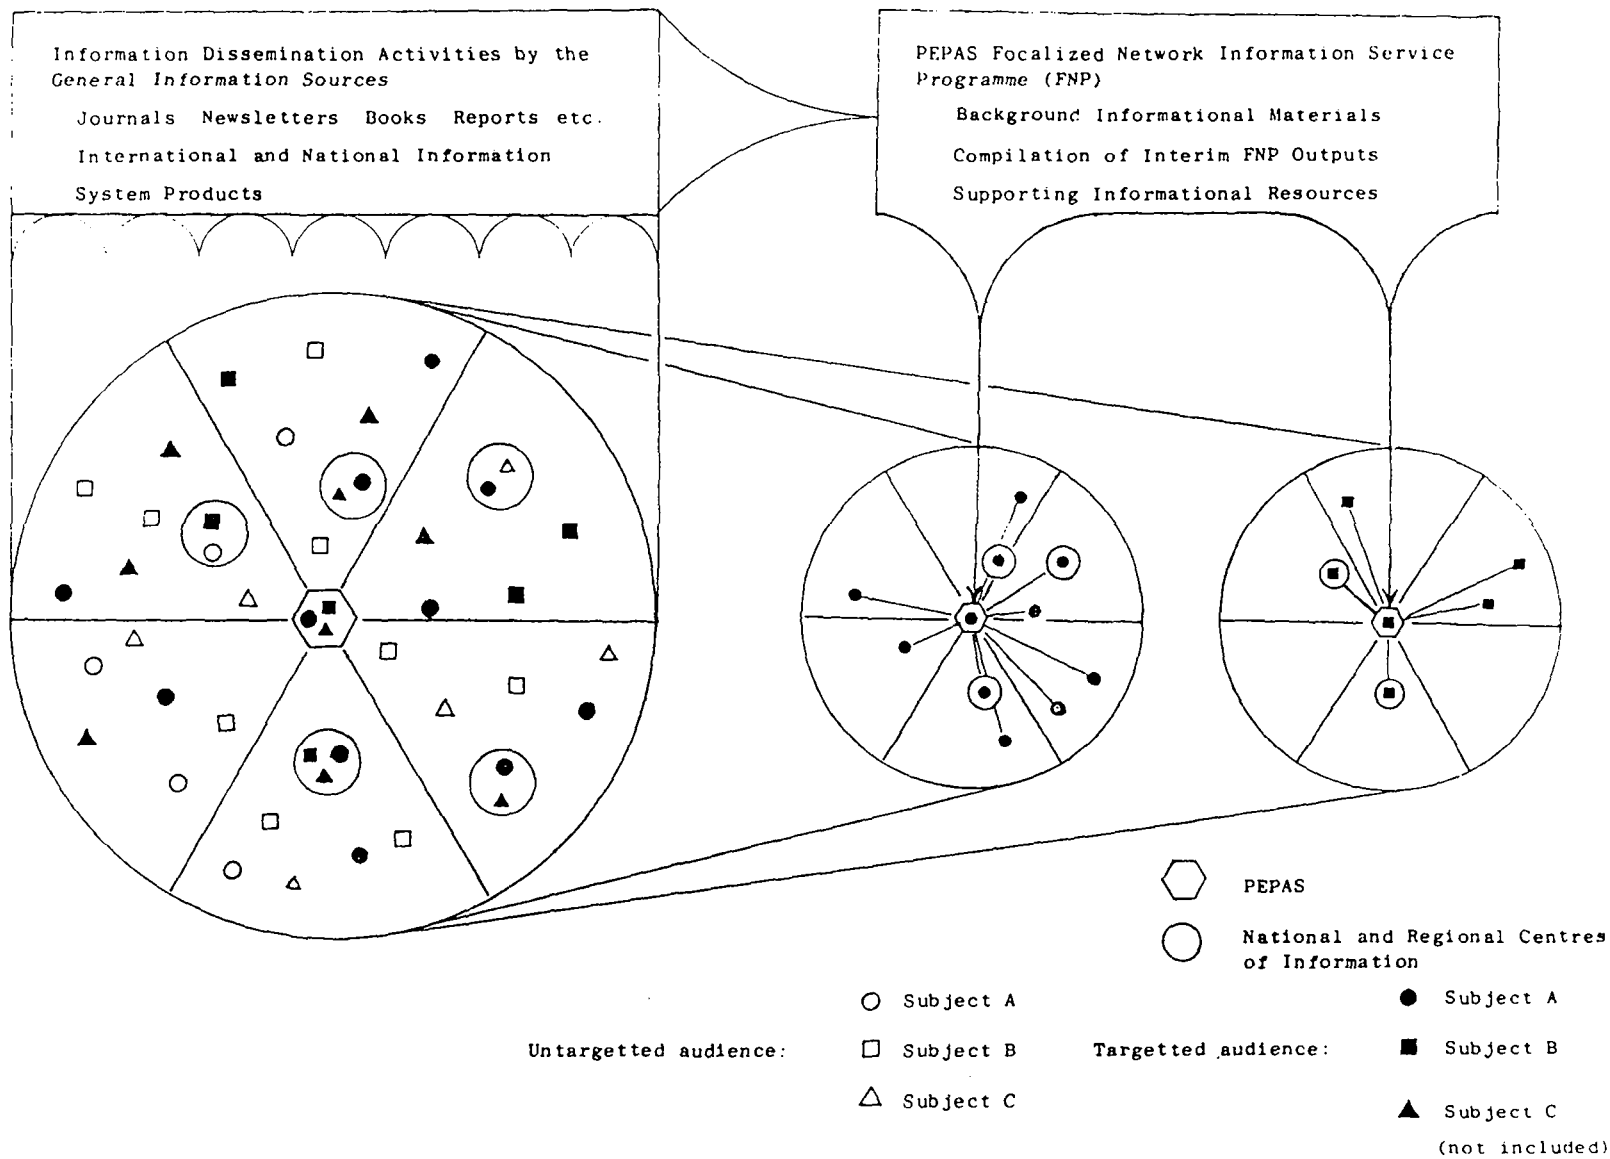 Information Dissemination Activities by the
General Information Sources
Journals Newsletters Books Reports etc.
International and National Information
System Products
PEPAS Focalized Network Information Service
Programme (FNP)
Background Informational Materials
Compilation of Interim FNP Outputs
Supporting Informational Resources
PEPAS
National and Regional Centres
of Information
Untargetted audience:
Subject A
Subject B
Subject C
Targetted audience:
Subject A
Subject B
Subject C
(not included)